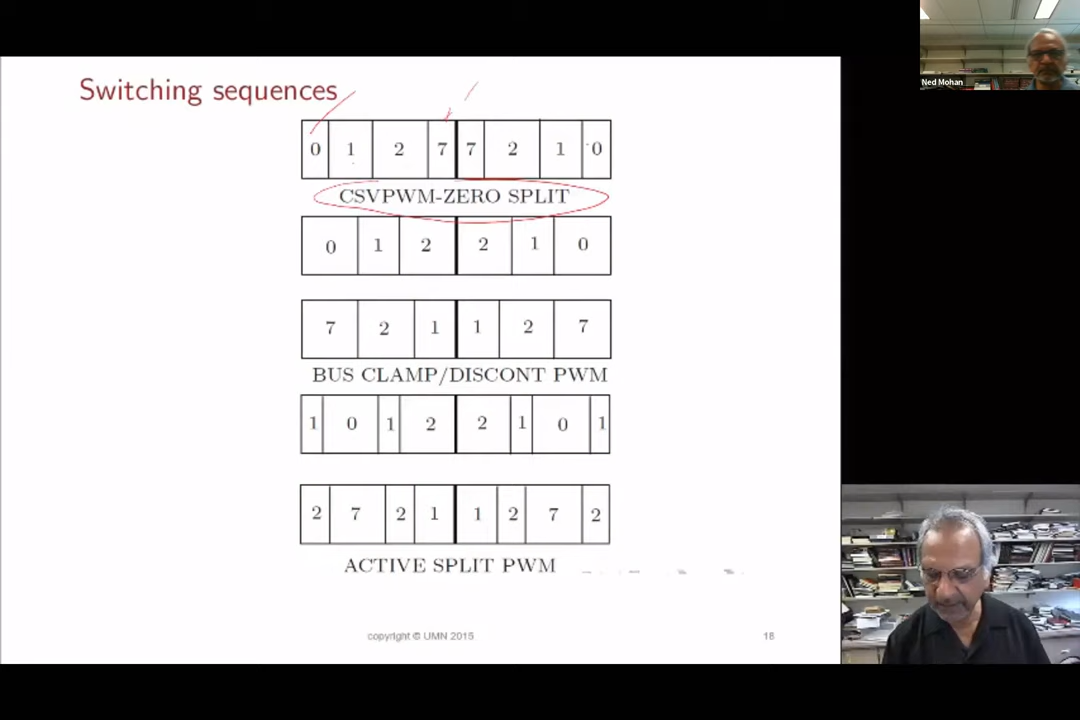 Ned Mohan
Switching sequences
0 1 2 7 7 2 1 0
CSVPWM-ZERO SPLIT
0 1 2 2 1 0
7 2 1 1 2 7
BUS CLAMP/DISCONT PWM
1 0 1 2 2 1 0 1
2 7 2 1 1 2 7 2
ACTIVE SPLIT PWM
copyright © UMN 2015
18